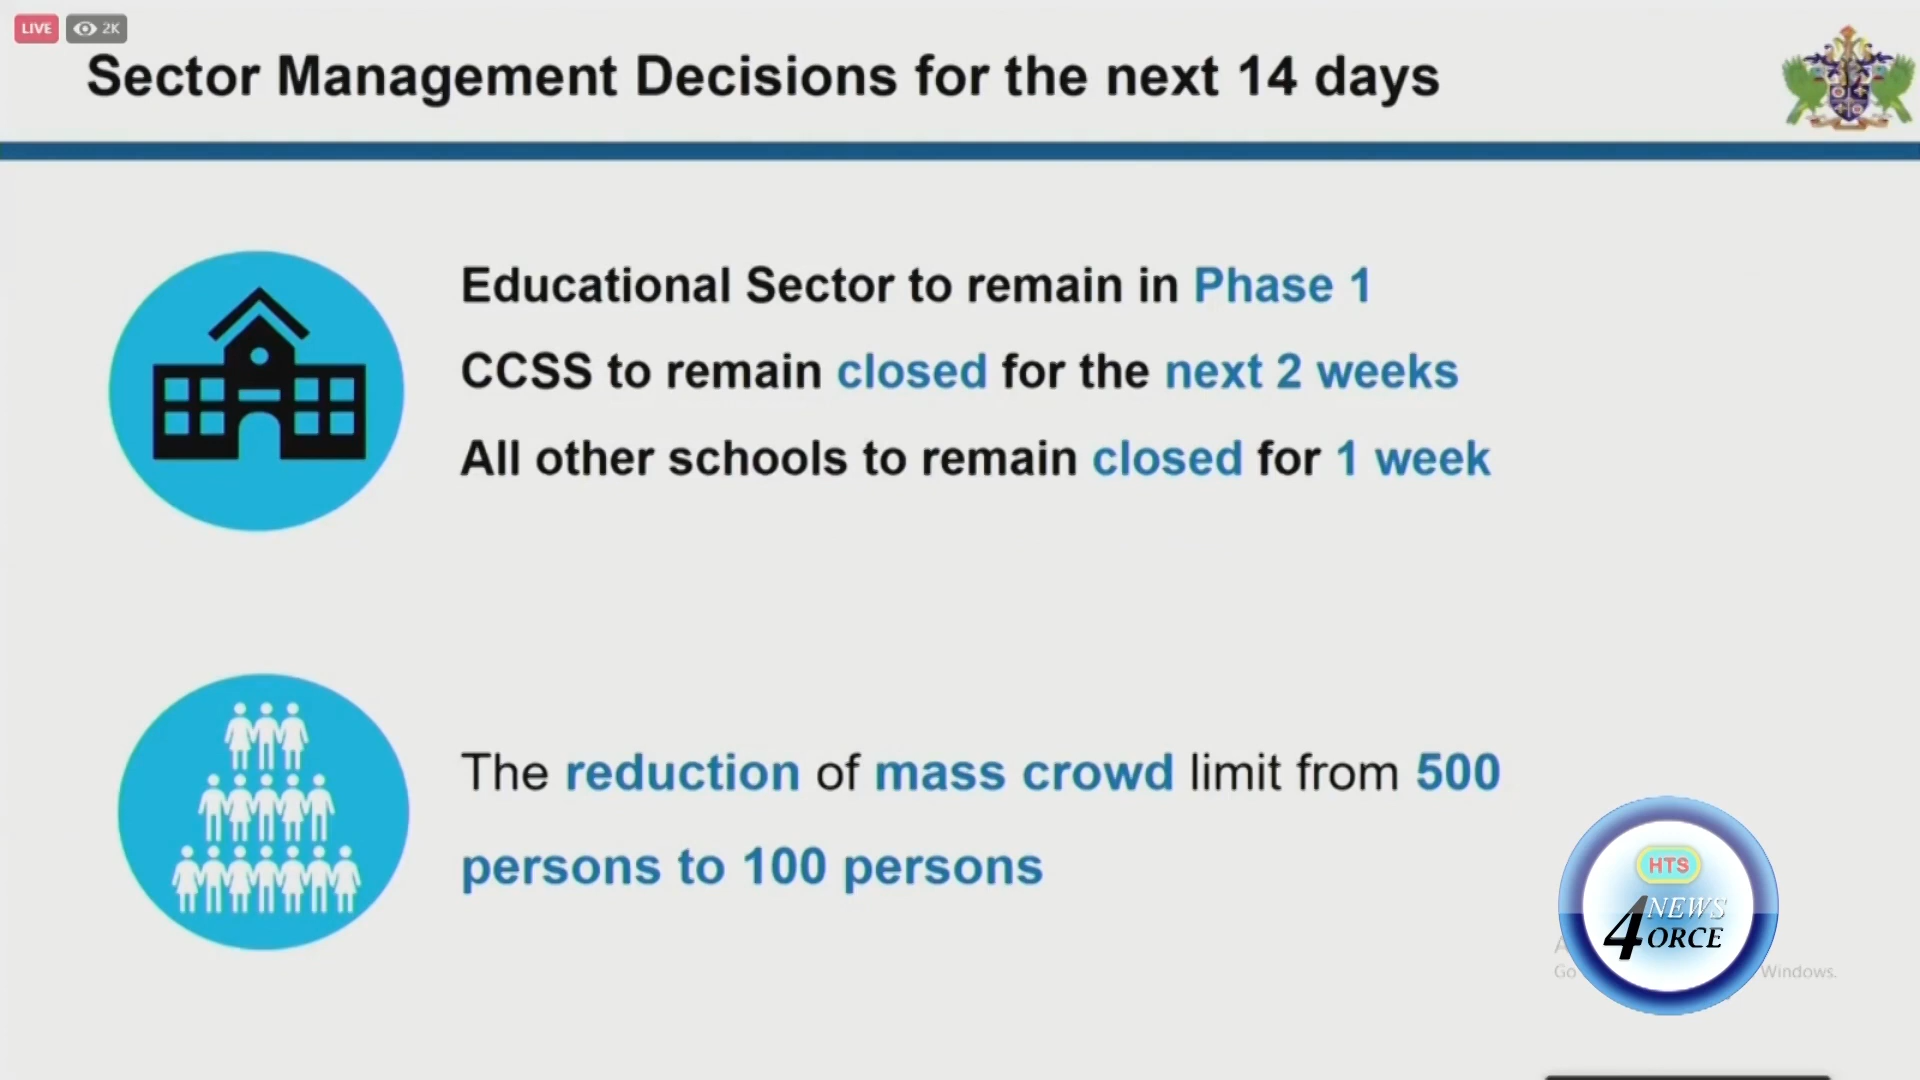 LIVE 2K
Sector Management Decisions for the next 14 days
Educational Sector to remain in Phase 1
CCSS to remain closed for the next 2 weeks
All other schools to remain closed for 1 week
The reduction of mass crowd limit from 500
persons to 100 persons
HTS
NEWS
4ORCE
Go
Windows.